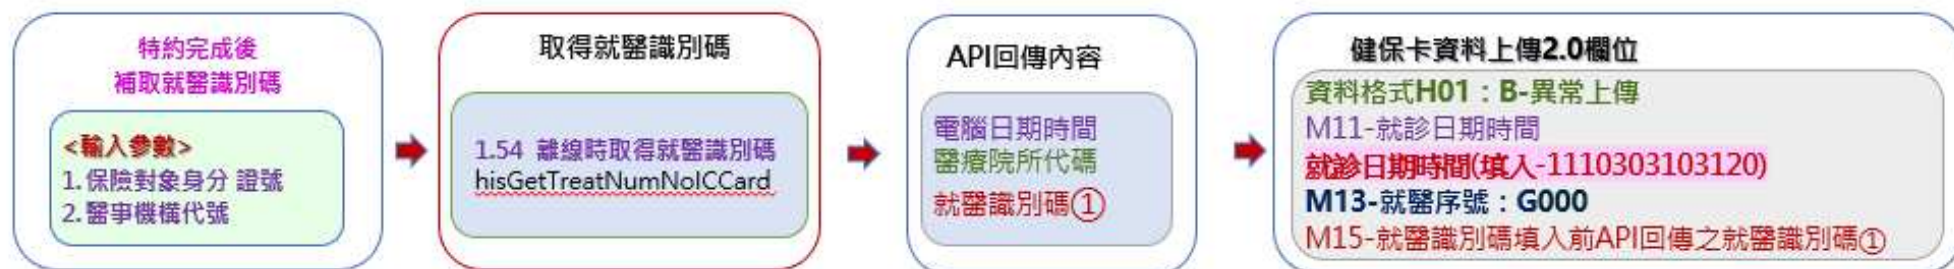 特約完成後
補取就醫識別碼
<輸入參數>
1.保險對象身分 證號
2.醫事機構代號
取得就醫識別碼
1.54 離線時取得就醫識別碼
hisGetTreatNumNoICCard
API回傳內容
電腦日期時間
醫療院所代碼
就醫識別碼①
健保卡資料上傳2.0欄位
資料格式H01：B-異常上傳
M11-就診日期時間
就診日期時間(填入-1110303103120)
M13-就醫序號：G000
M15-就醫識別碼填入前API回傳之就醫識別碼①